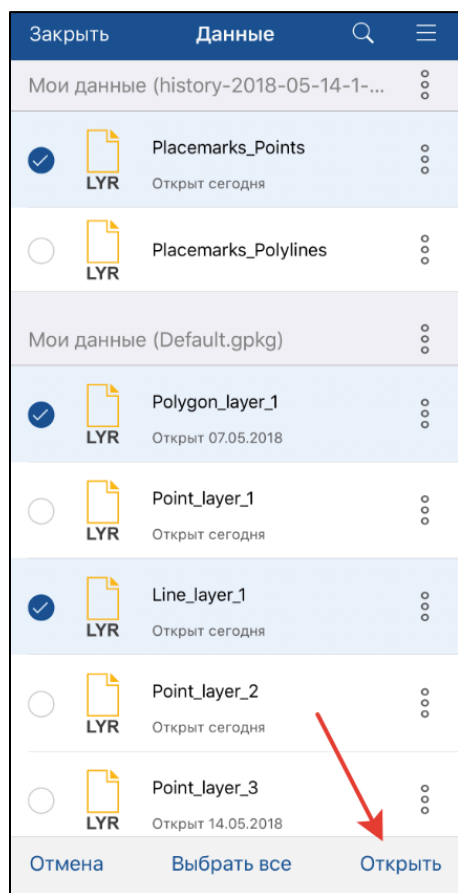 Закрыть Данные
Мои данные (history-2018-05-14-1-...
Placemarks_Points
LYR Открыт сегодня
Placemarks_Polylines
LYR
Мои данные (Default.gpkg)
Polygon_layer_1
LYR Открыт 07.05.2018
Point_layer_1
LYR Открыт сегодня
Line_layer_1
LYR Открыт сегодня
Point_layer_2
LYR Открыт сегодня
Point_layer_3
LYR Открыт 14.05.2018
Отмена Выбрать все Открыть